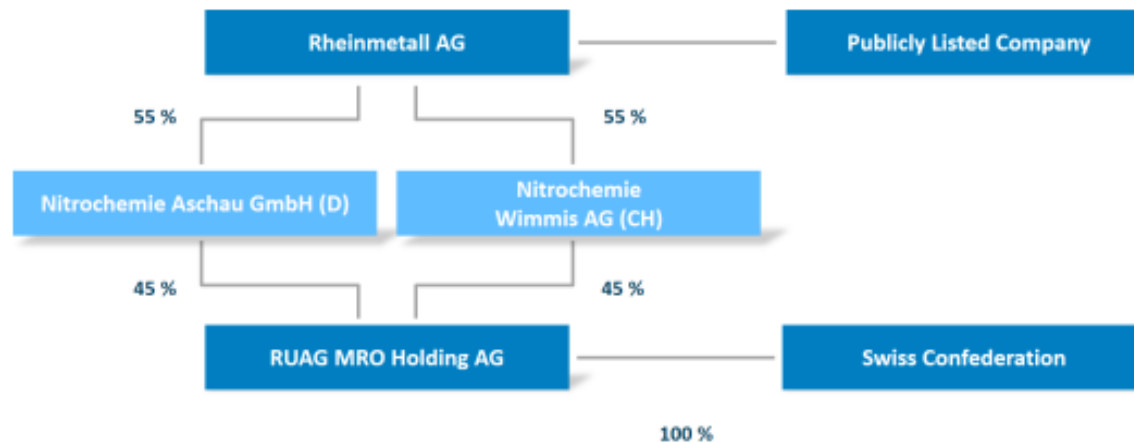 Rheinmetall AG
Publicly Listed Company
55 %
55 %
Nitrochemie Aschau GmbH (D)
Nitrochemie
Wimmis AG (CH)
45 %
45 %
RUAG MRO Holding AG
Swiss Confederation
100 %